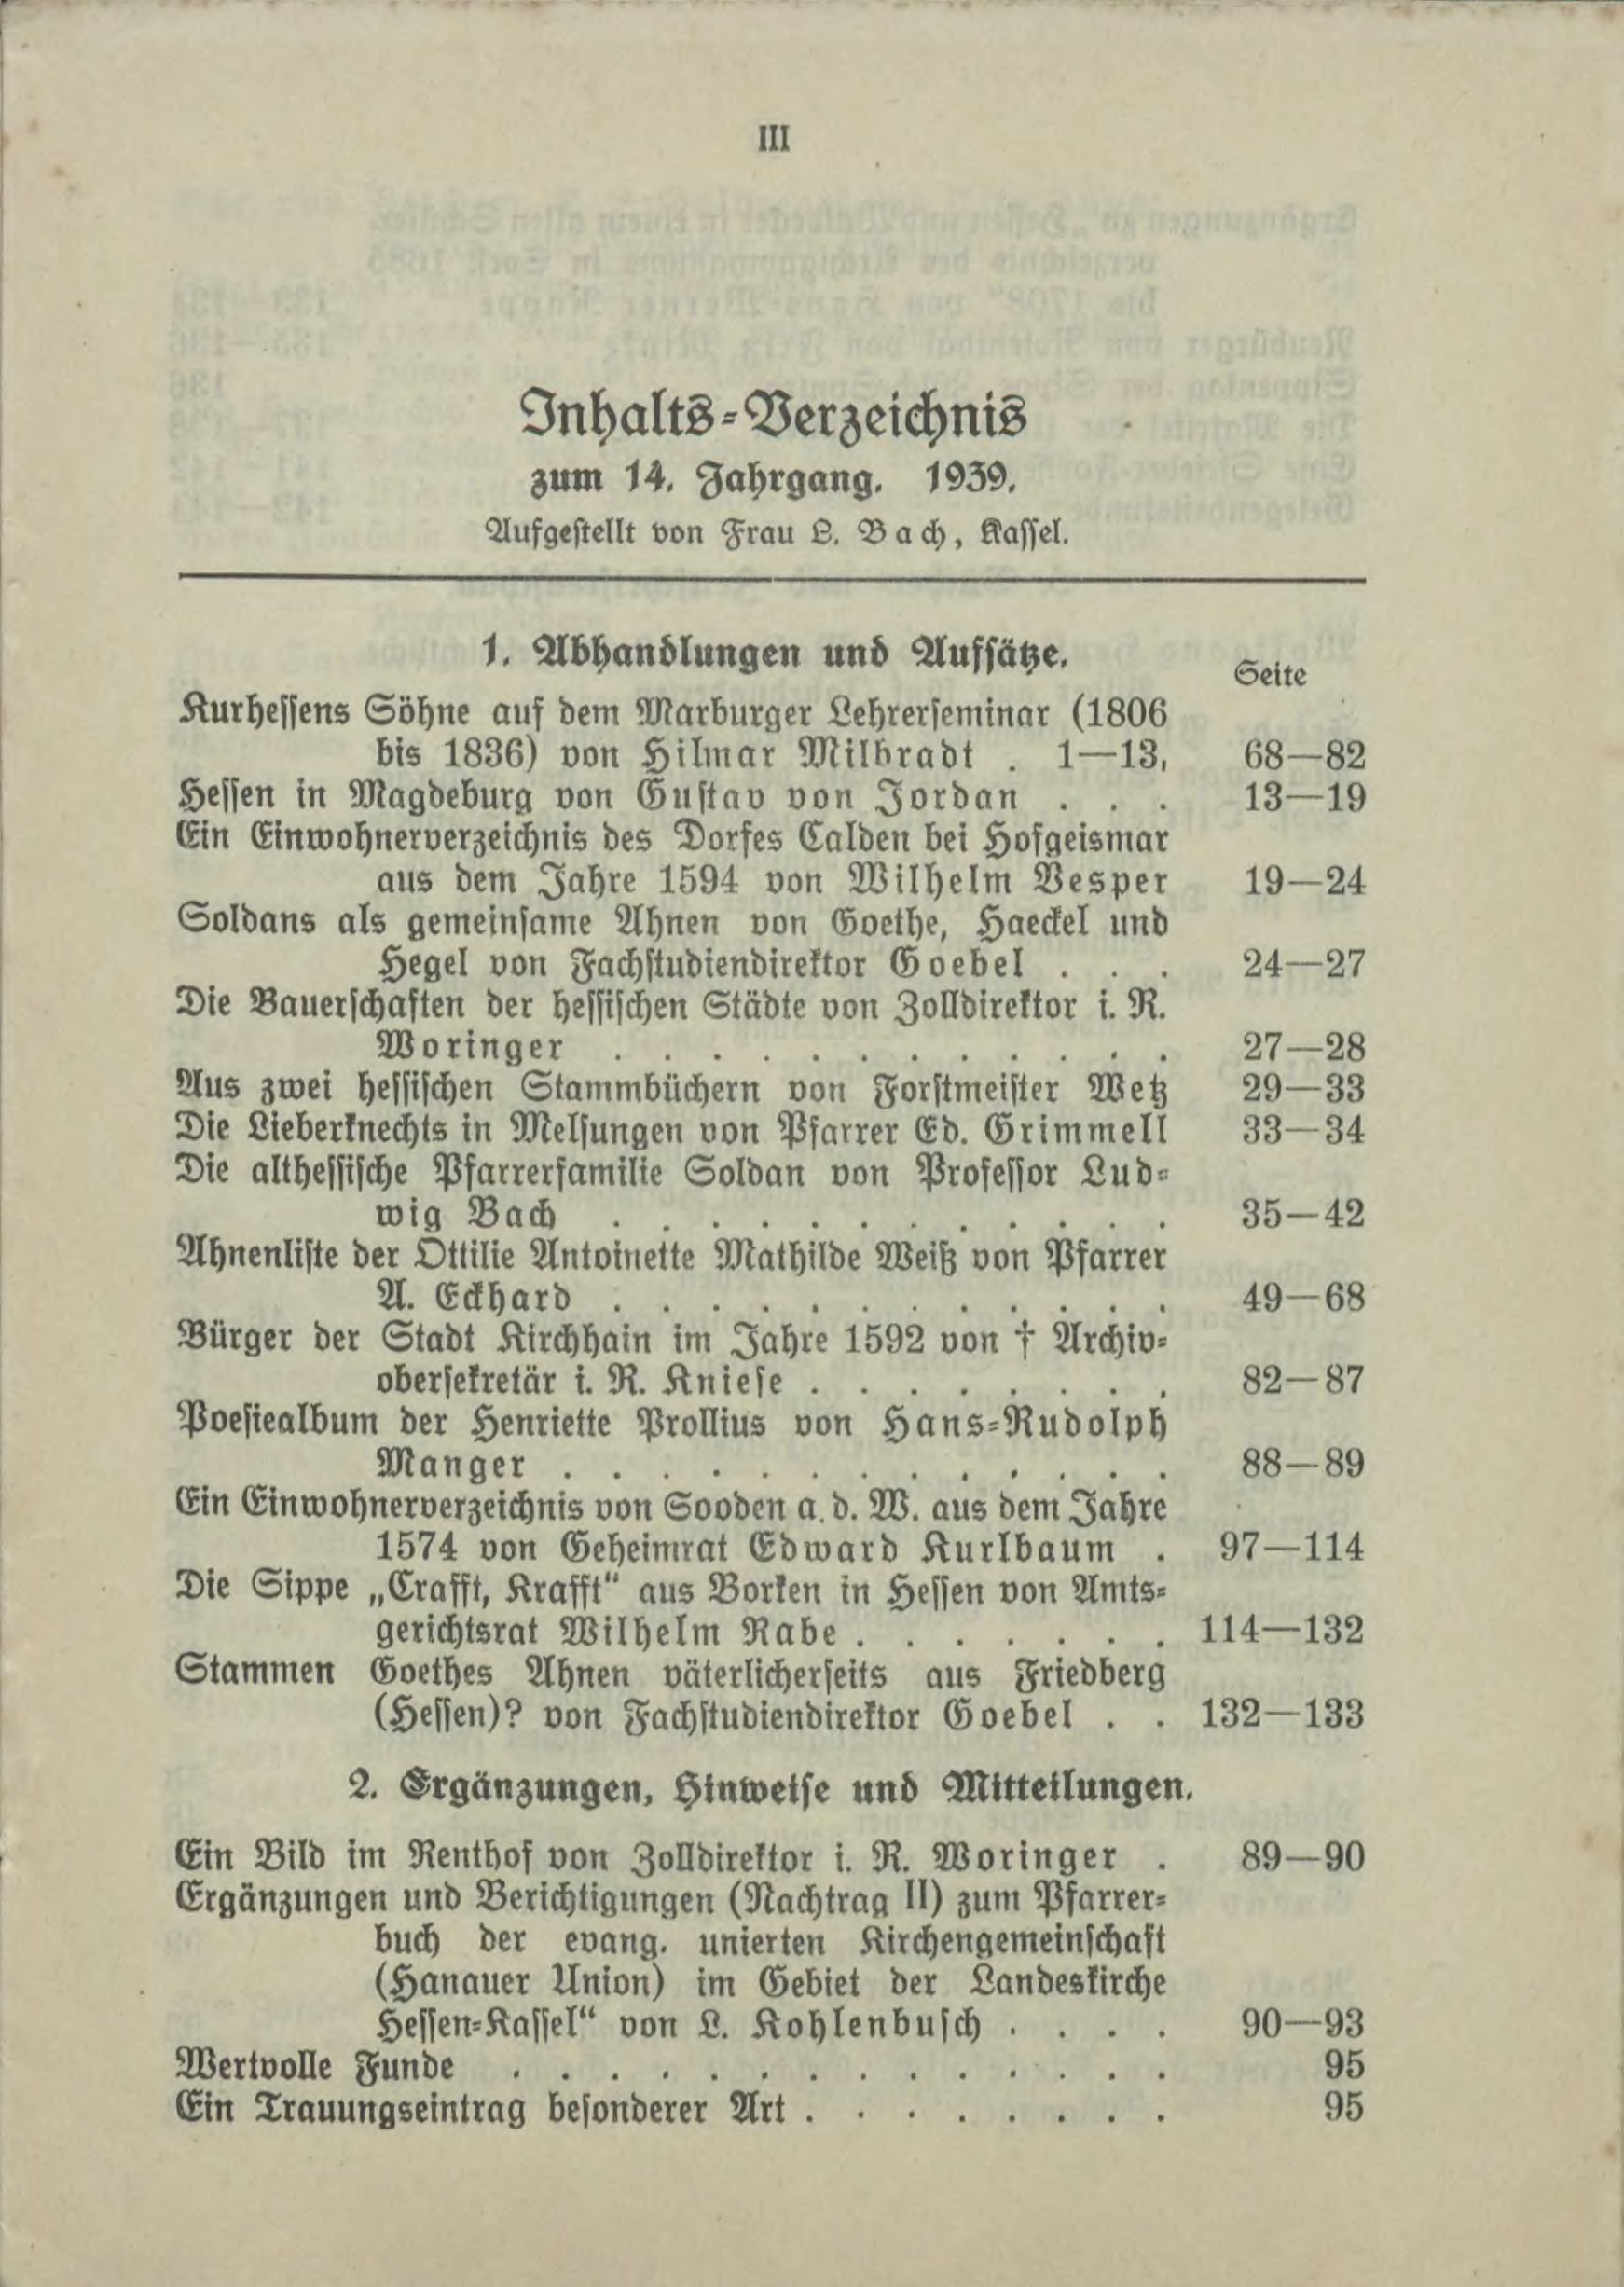 III
Inhalts-Verzeichnis
zum 14. Jahrgang. 1939.
Aufgestellt von Frau L. Bach, Kassel.
1. Abhandlungen und Aufsätze.
Seite
Kurhessens Söhne auf dem Marburger Lehrerseminar (1806
bis 1836) von Hilmar Milbradt . 1—13, 68—82
Hessen in Magdeburg von Gustav von Jordan . . . 13—19
Ein Einwohnerverzeichnis des Dorfes Calden bei Hofgeismar
aus dem Jahre 1594 von Wilhelm Vesper 19—24
Soldans als gemeinsame Ahnen von Goethe, Haeckel und
Hegel von Fachstudiendirektor Goebel . . . 24—27
Die Bauerschaften der hessischen Städte von Zolldirektor i. R.
Woringer . . . . . . . . . . . . 27—28
Aus zwei hessischen Stammbüchern von Forstmeister Wetz 29—33
Die Lieberknechts in Melsungen von Pfarrer Ed. Grimmell 33—34
Die althessische Pfarrerfamilie Soldan von Professor Lud-
wig Bach . . . . . . . . . . . . 35—42
Ahnenliste der Ottilie Antoinette Mathilde Weiß von Pfarrer
A. Eckhard . . . . . . . . . . . . 49—68
Bürger der Stadt Kirchhain im Jahre 1592 von † Archiv-
obersekretär i. R. Kniese . . . . . . . . 82—87
Poesiealbum der Henriette Prollius von Hans-Rudolph
Manger . . . . . . . . . . . . . 88—89
Ein Einwohnerverzeichnis von Sooden a. d. W. aus dem Jahre
1574 von Geheimrat Edward Kurlbaum . 97—114
Die Sippe „Crafft, Krafft“ aus Borken in Hessen von Amts-
gerichtsrat Wilhelm Rabe . . . . . . . 114—132
Stammen Goethes Ahnen väterlicherseits aus Friedberg
(Hessen)? von Fachstudiendirektor Goebel . . 132—133
2. Ergänzungen, Hinweise und Mitteilungen.
Ein Bild im Renthof von Zolldirektor i. R. Woringer . 89—90
Ergänzungen und Berichtigungen (Nachtrag II) zum Pfarrer-
buch der evang. unierten Kirchengemeinschaft
(Hanauer Union) im Gebiet der Landeskirche
Hessen-Kassel“ von L. Kohlenbusch . . . . 90—93
Wertvolle Funde . . . . . . . . . . . . . . 95
Ein Trauungseintrag besonderer Art . . . . . . . . 95